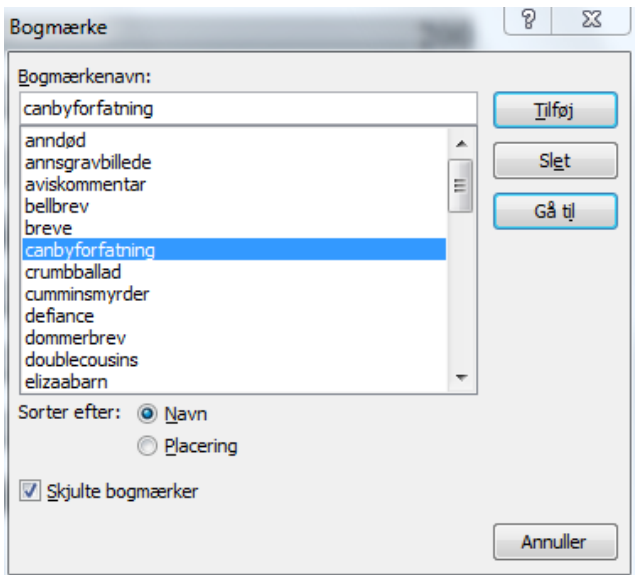 Bogmærke
Bogmærkenavn:
canbyforfatning
Tilføj
anndød
annsgravbillede
aviskommentar
bellbrev
breve
canbyforfatning
crumbballad
cumminsmyrder
defiance
dommerbrev
doublecousins
elizaabarn
Slet
Gå til
Sorter efter:
Navn
Placering
Skjulte bogmærker
Annuller